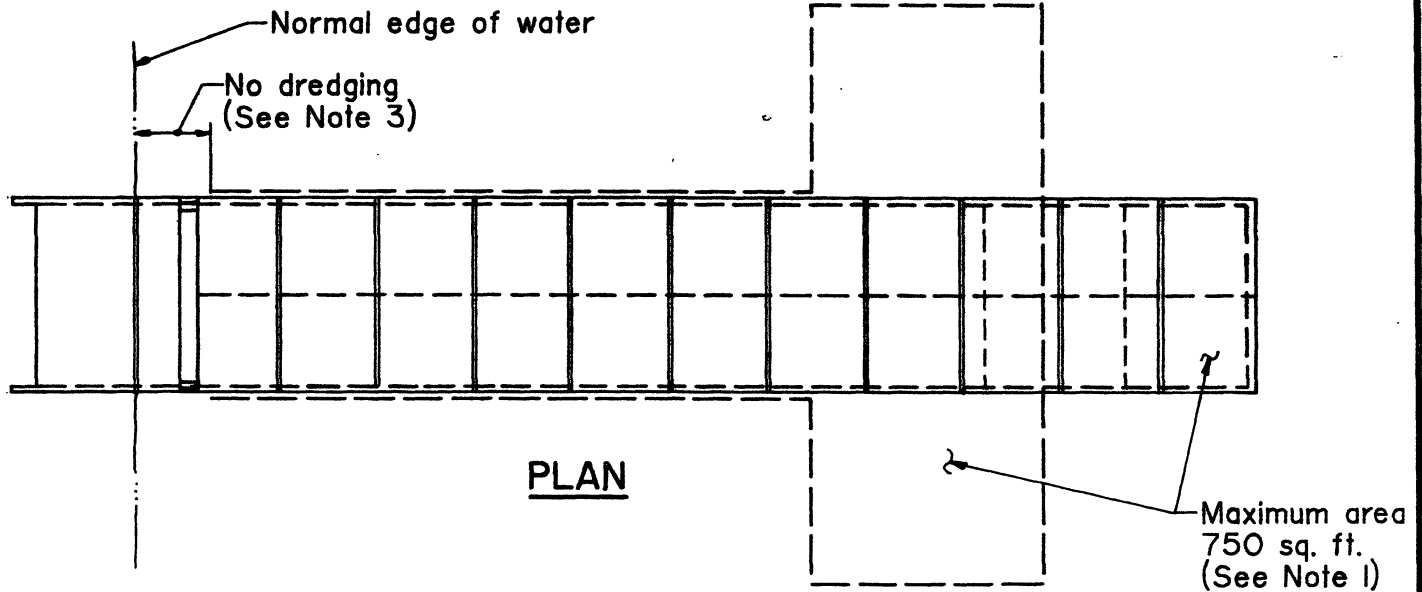 Normal edge of water
No dredging
(See Note 3)
PLAN
Maximum area
750 sq. ft.
(See Note 1)